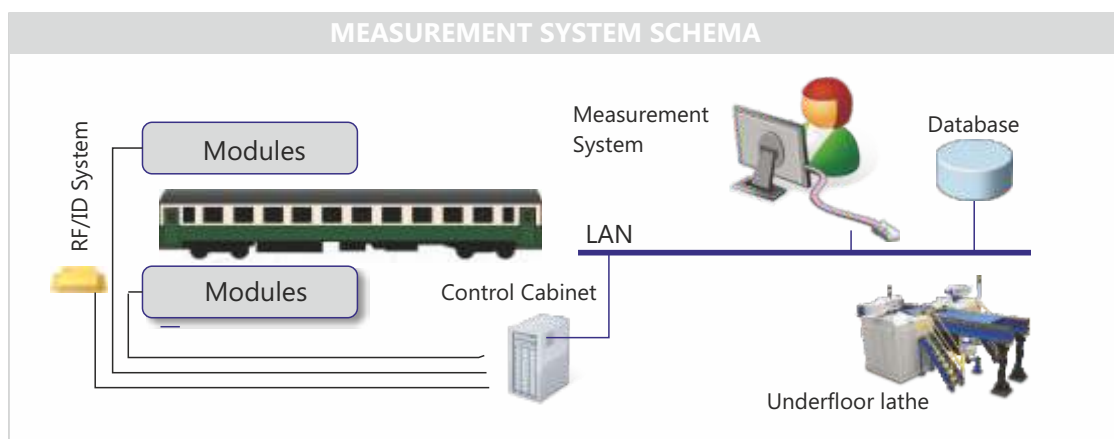 MEASUREMENT SYSTEM SCHEMA
RF/ID System
Modules
Modules
Control Cabinet
LAN
Measurement
System
Database
Underfloor lathe